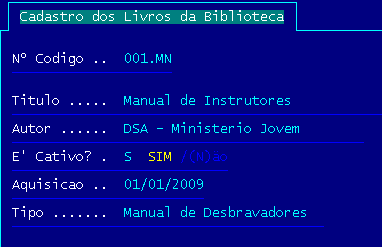 Cadastro dos Livros da Biblioteca
Nº Codigo .. 001.MN
Titulo ..... Manual de Instrutores
Autor ...... DSA - Ministerio Jovem
E' Cativo? . S SIM /(N)ao
Aquisicao .. 01/01/2009
Tipo ....... Manual de Desbravadores